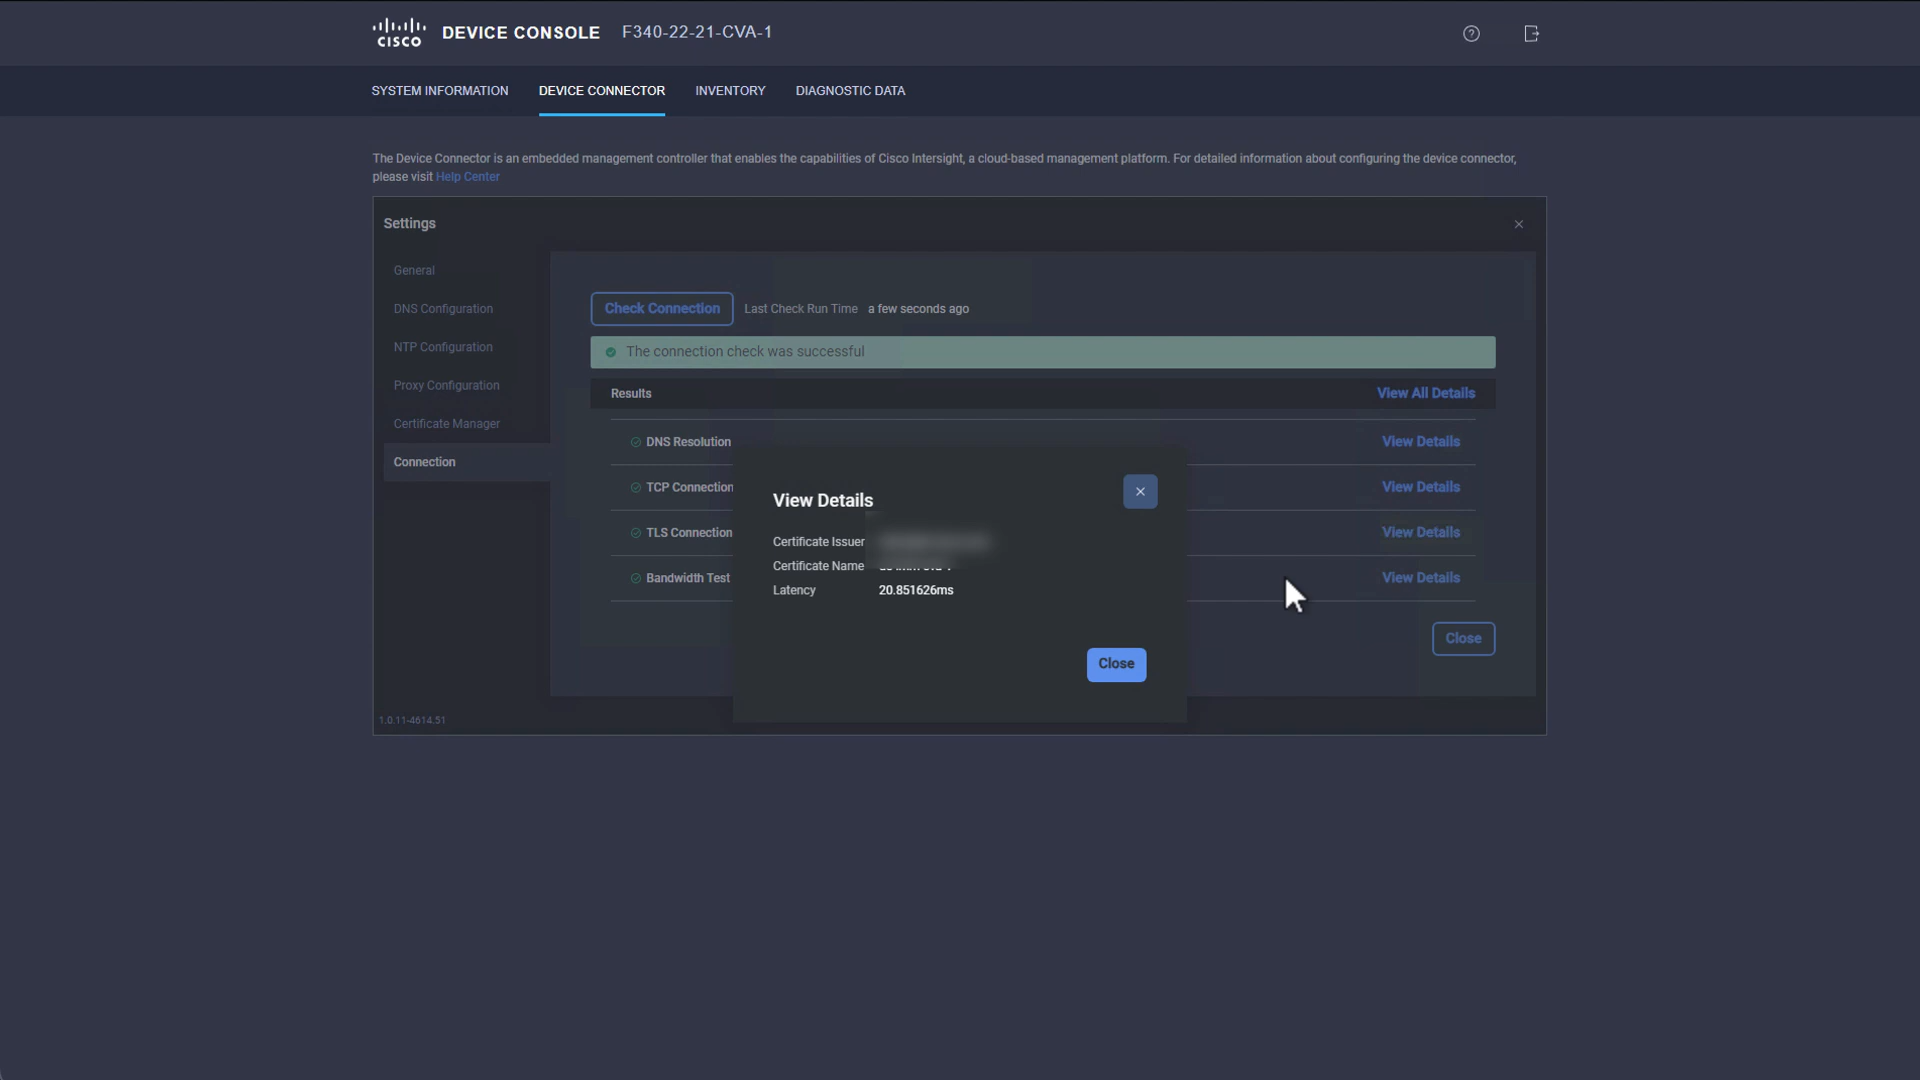 CISCO DEVICE CONSOLE F340-22-21-CVA-1
SYSTEM INFORMATION DEVICE CONNECTOR INVENTORY DIAGNOSTIC DATA
The Device Connector is an embedded management controller that enables the capabilities of Cisco Intersight, a cloud-based management platform. For detailed information about configuring the device connector,
please visit Help Center
Settings
General
DNS Configuration
NTP Configuration
Proxy Configuration
Certificate Manager
Connection
Check Connection Last Check Run Time a few seconds ago
The connection check was successful
Results View All Details
DNS Resolution View Details
TCP Connection View Details
TLS Connection View Details
Bandwidth Test View Details
Close
View Details
Certificate Issuer
Certificate Name
Latency 20.851626ms
Close
1.0.11-4614.51